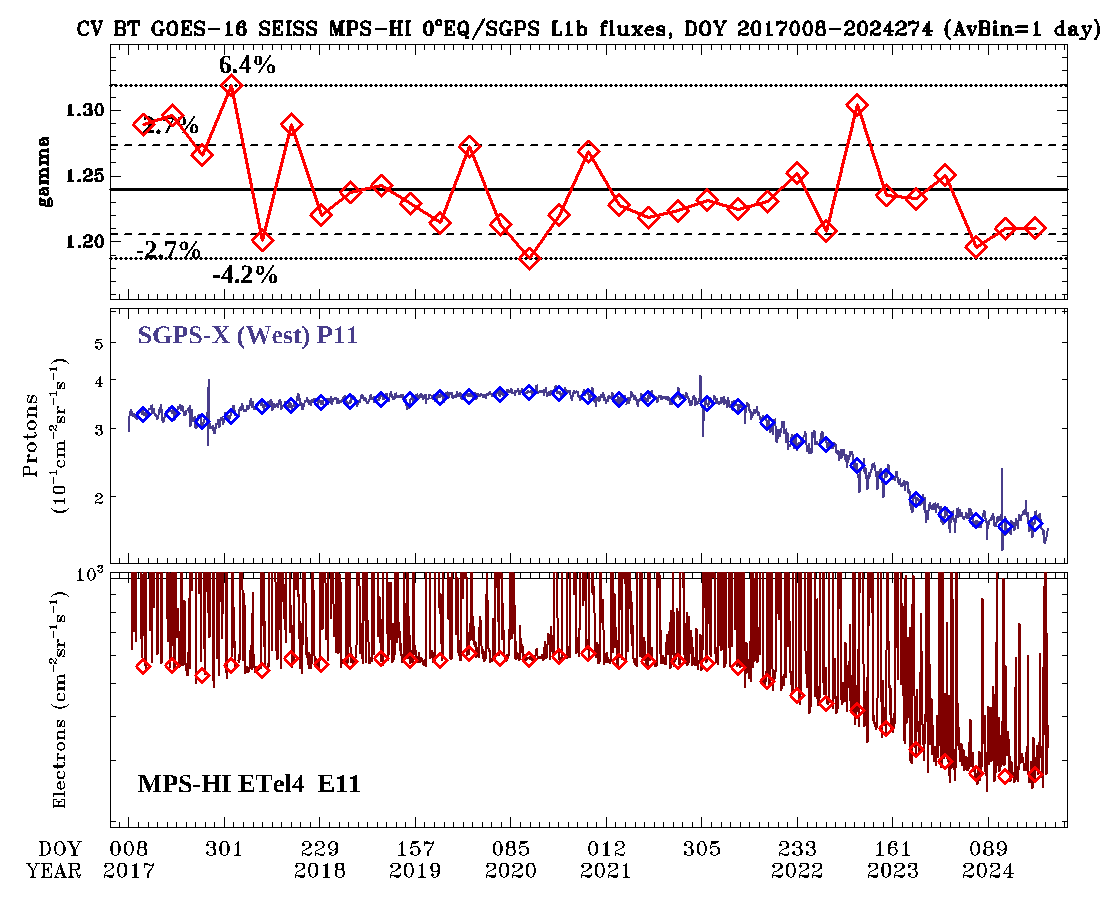 CV BT GOES-16 SEISS MPS-HI 0°EQ/SGPS L1b fluxes, DOY 2017008-2024274 (AvBin=1 day)
6.4%
1.30
2.7%
gamma
1.25
1.20
-2.7%
-4.2%
SGPS-X (West) P11
5
4
Protons
(10⁻¹cm⁻²sr⁻¹s⁻¹)
3
2
10³
Electrons (cm⁻²sr⁻¹s⁻¹)
MPS-HI ETel4 E11
DOY 008 301 229 157 085 012 305 233 161 089
YEAR 2017 2018 2019 2020 2021 2022 2023 2024